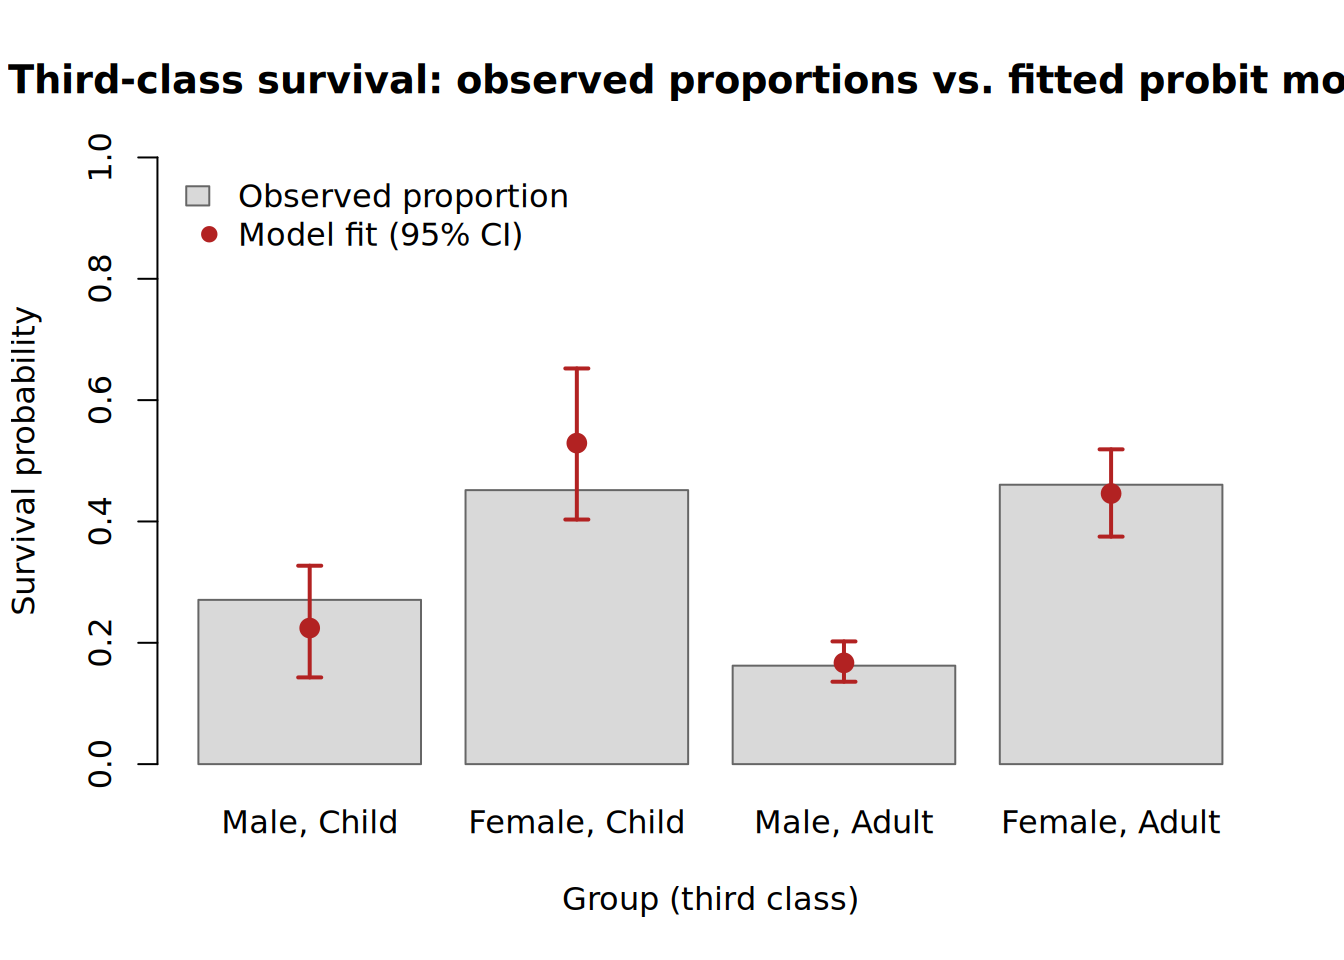 Third-class survival: observed proportions vs. fitted probit mo
Observed proportion
Model fit (95% CI)
Survival probability
1.0
0.8
0.6
0.4
0.2
0.0
Male, Child
Female, Child
Male, Adult
Female, Adult
Group (third class)